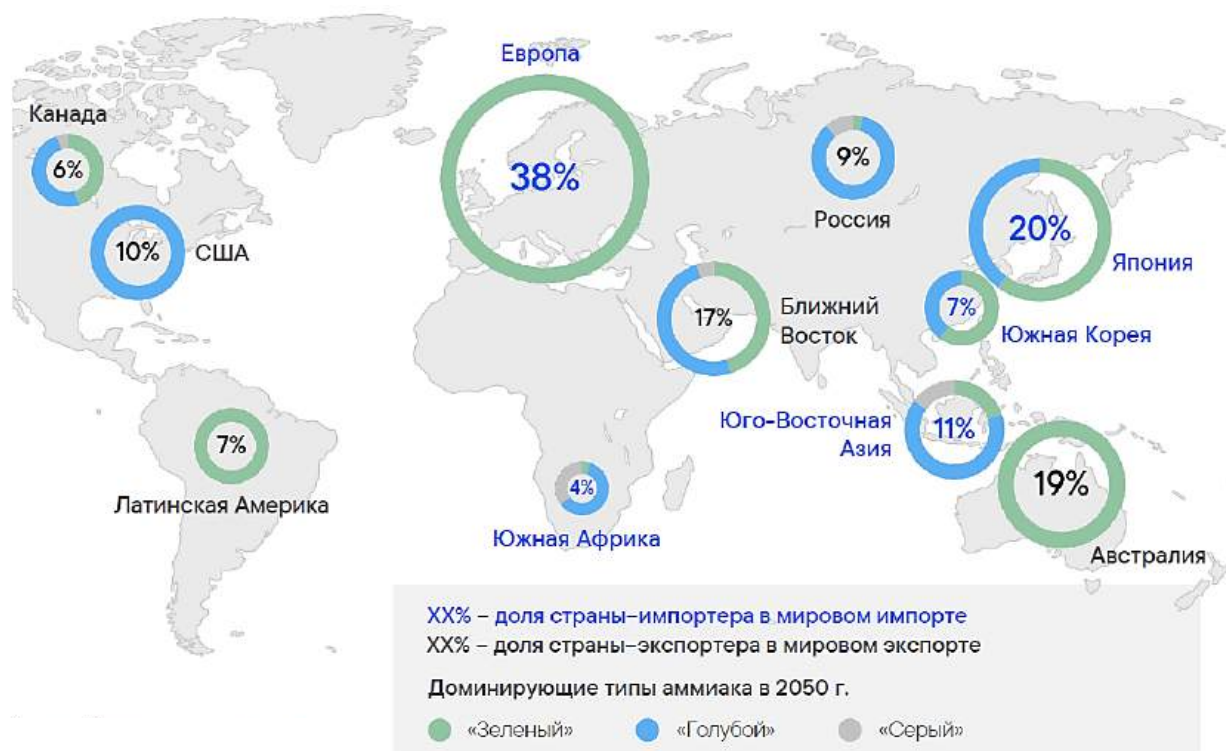 Европа
38%
Канада
6%
США
10%
Россия
9%
Япония
20%
Ближний
Восток
17%
Южная Корея
7%
Юго-Восточная
Азия
11%
Латинская Америка
7%
Южная Африка
4%
Австралия
19%
XX% – доля страны–импортера в мировом импорте
XX% – доля страны–экспортера в мировом экспорте
Доминирующие типы аммиака в 2050 г.
«Зеленый» «Голубой» «Серый»